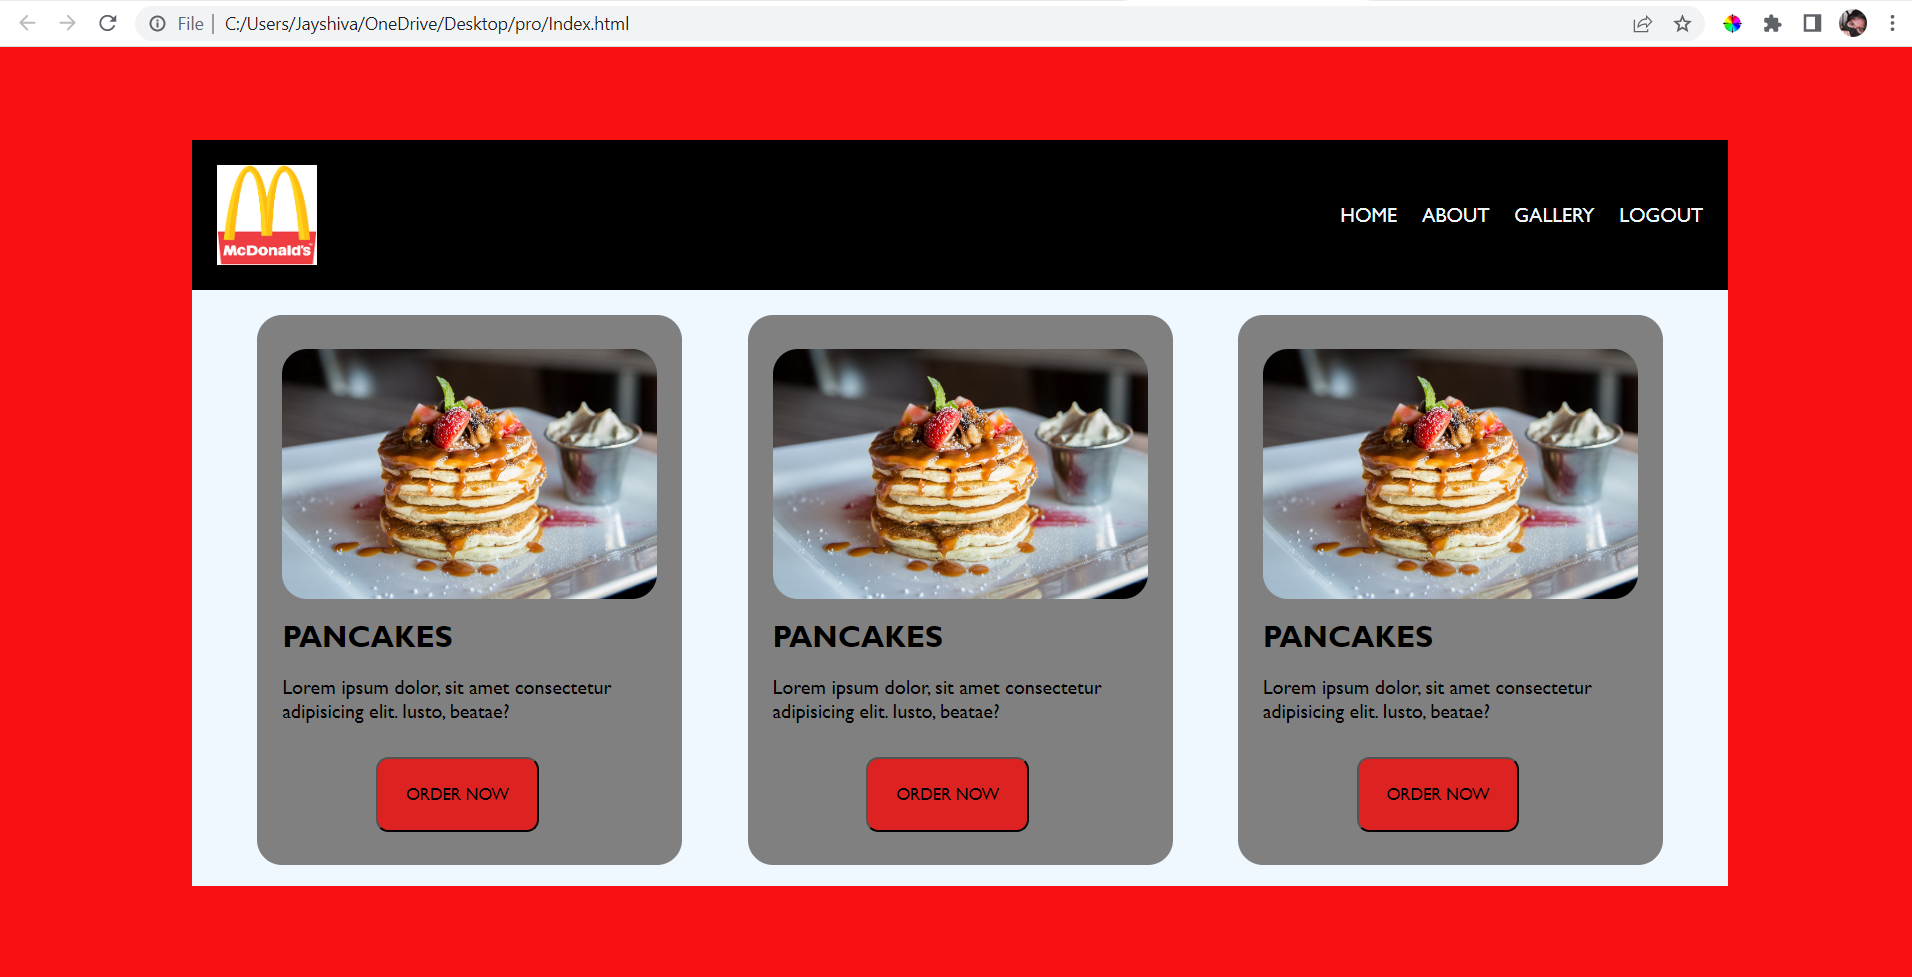 File | C:/Users/Jayshiva/OneDrive/Desktop/pro/Index.html
McDonald's
HOME ABOUT GALLERY LOGOUT
PANCAKES
Lorem ipsum dolor, sit amet consectetur
adipisicing elit. Iusto, beatae?
ORDER NOW
PANCAKES
Lorem ipsum dolor, sit amet consectetur
adipisicing elit. Iusto, beatae?
ORDER NOW
PANCAKES
Lorem ipsum dolor, sit amet consectetur
adipisicing elit. Iusto, beatae?
ORDER NOW